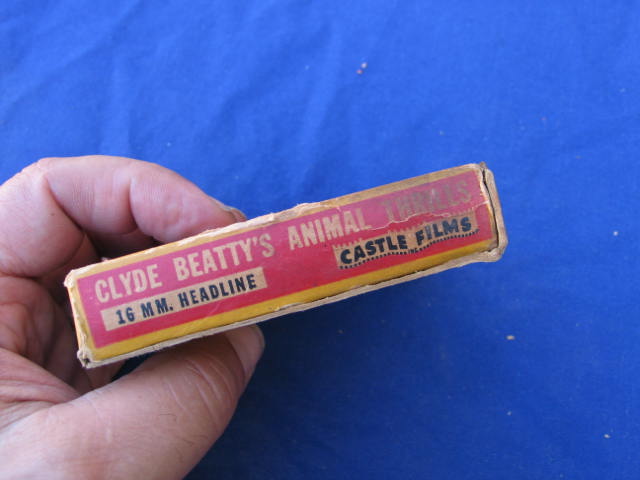 CLYDE BEATTY'S ANIMAL THRILLS
16 MM. HEADLINE
CASTLE FILMS